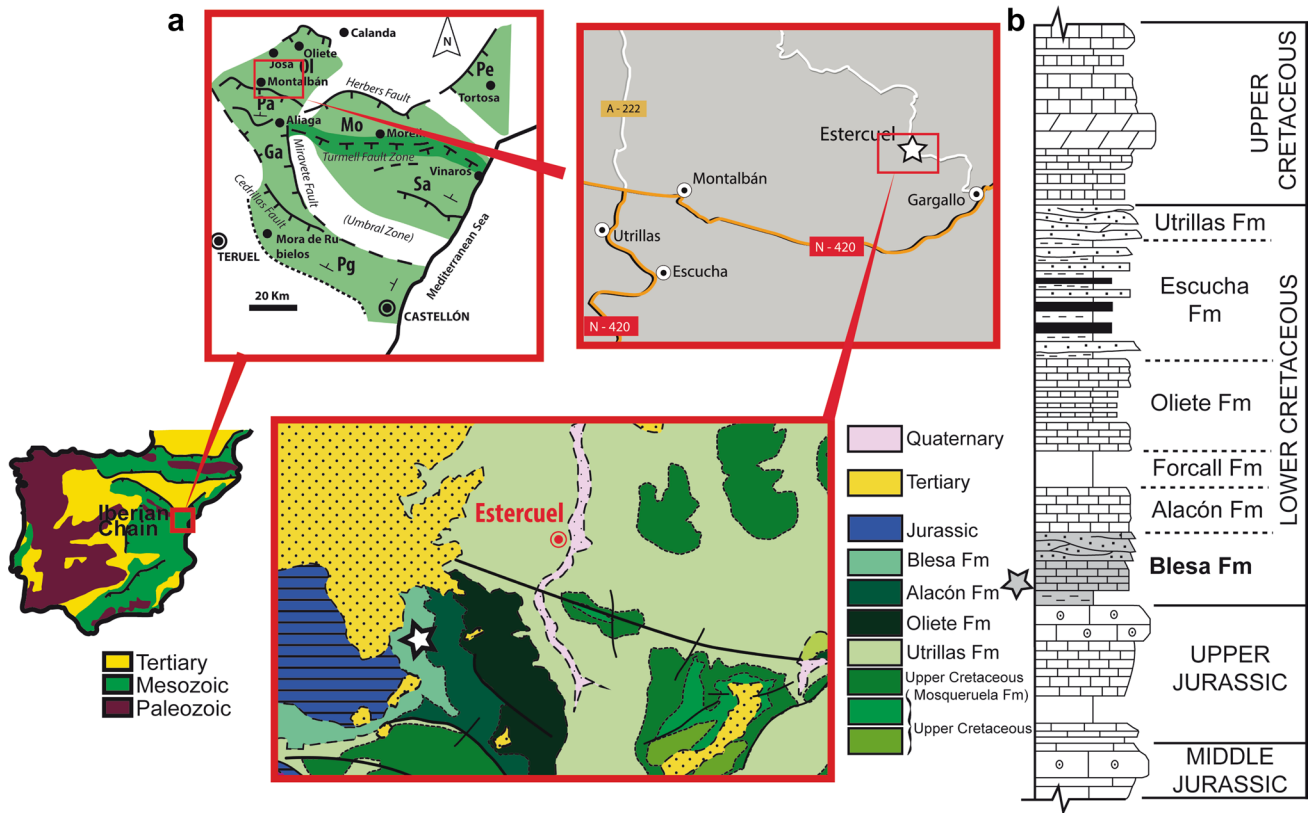 a
Calanda
N
Oliete
Josa
Ol
Montalbán
Pe
Tortosa
Herbers Fault
Pa
Aliaga
Mo
Morella
Ga
Turmell Fault Zone
Miravete Fault
Vinaros
Sa
Cedrillas Fault
(Umbral Zone)
Mora de Ru
bielos
TERUEL
Pg
Mediterranean Sea
20 Km
CASTELLÓN
A - 222
Estercuel
Montalbán
Gargallo
Utrillas
N - 420
Escucha
N - 420
Iberian
Chain
Tertiary
Mesozoic
Paleozoic
Estercuel
Quaternary
Tertiary
Jurassic
Blesa Fm
Alacón Fm
Oliete Fm
Utrillas Fm
Upper Cretaceous
(Mosqueruela Fm)
Upper Cretaceous
b
UPPER
CRETACEOUS
Utrillas Fm
Escucha
Fm
Oliete Fm
Forcall Fm
Alacón Fm
Blesa Fm
LOWER CRETACEOUS
UPPER
JURASSIC
MIDDLE
JURASSIC